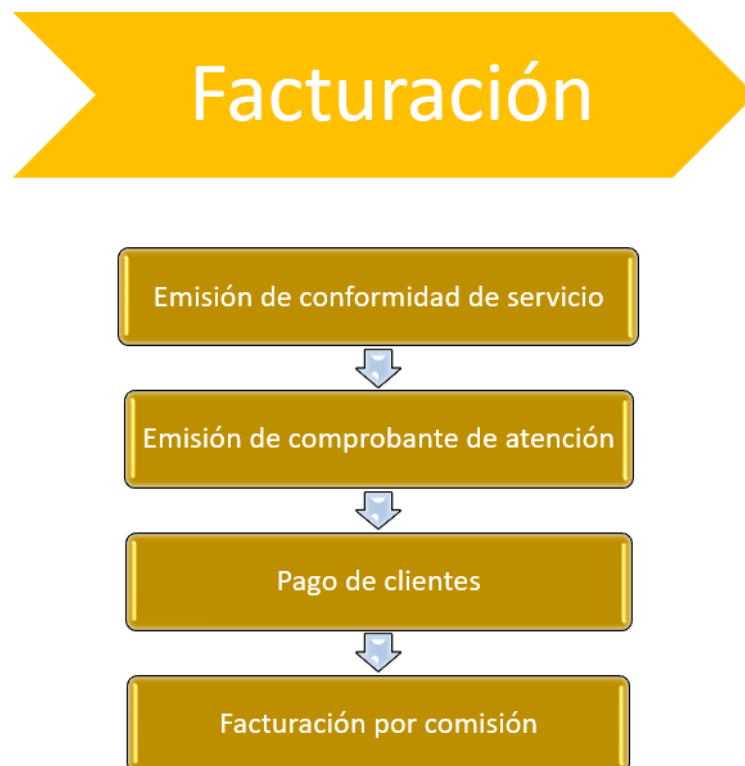 Facturación
Emisión de conformidad de servicio
Emisión de comprobante de atención
Pago de clientes
Facturación por comisión